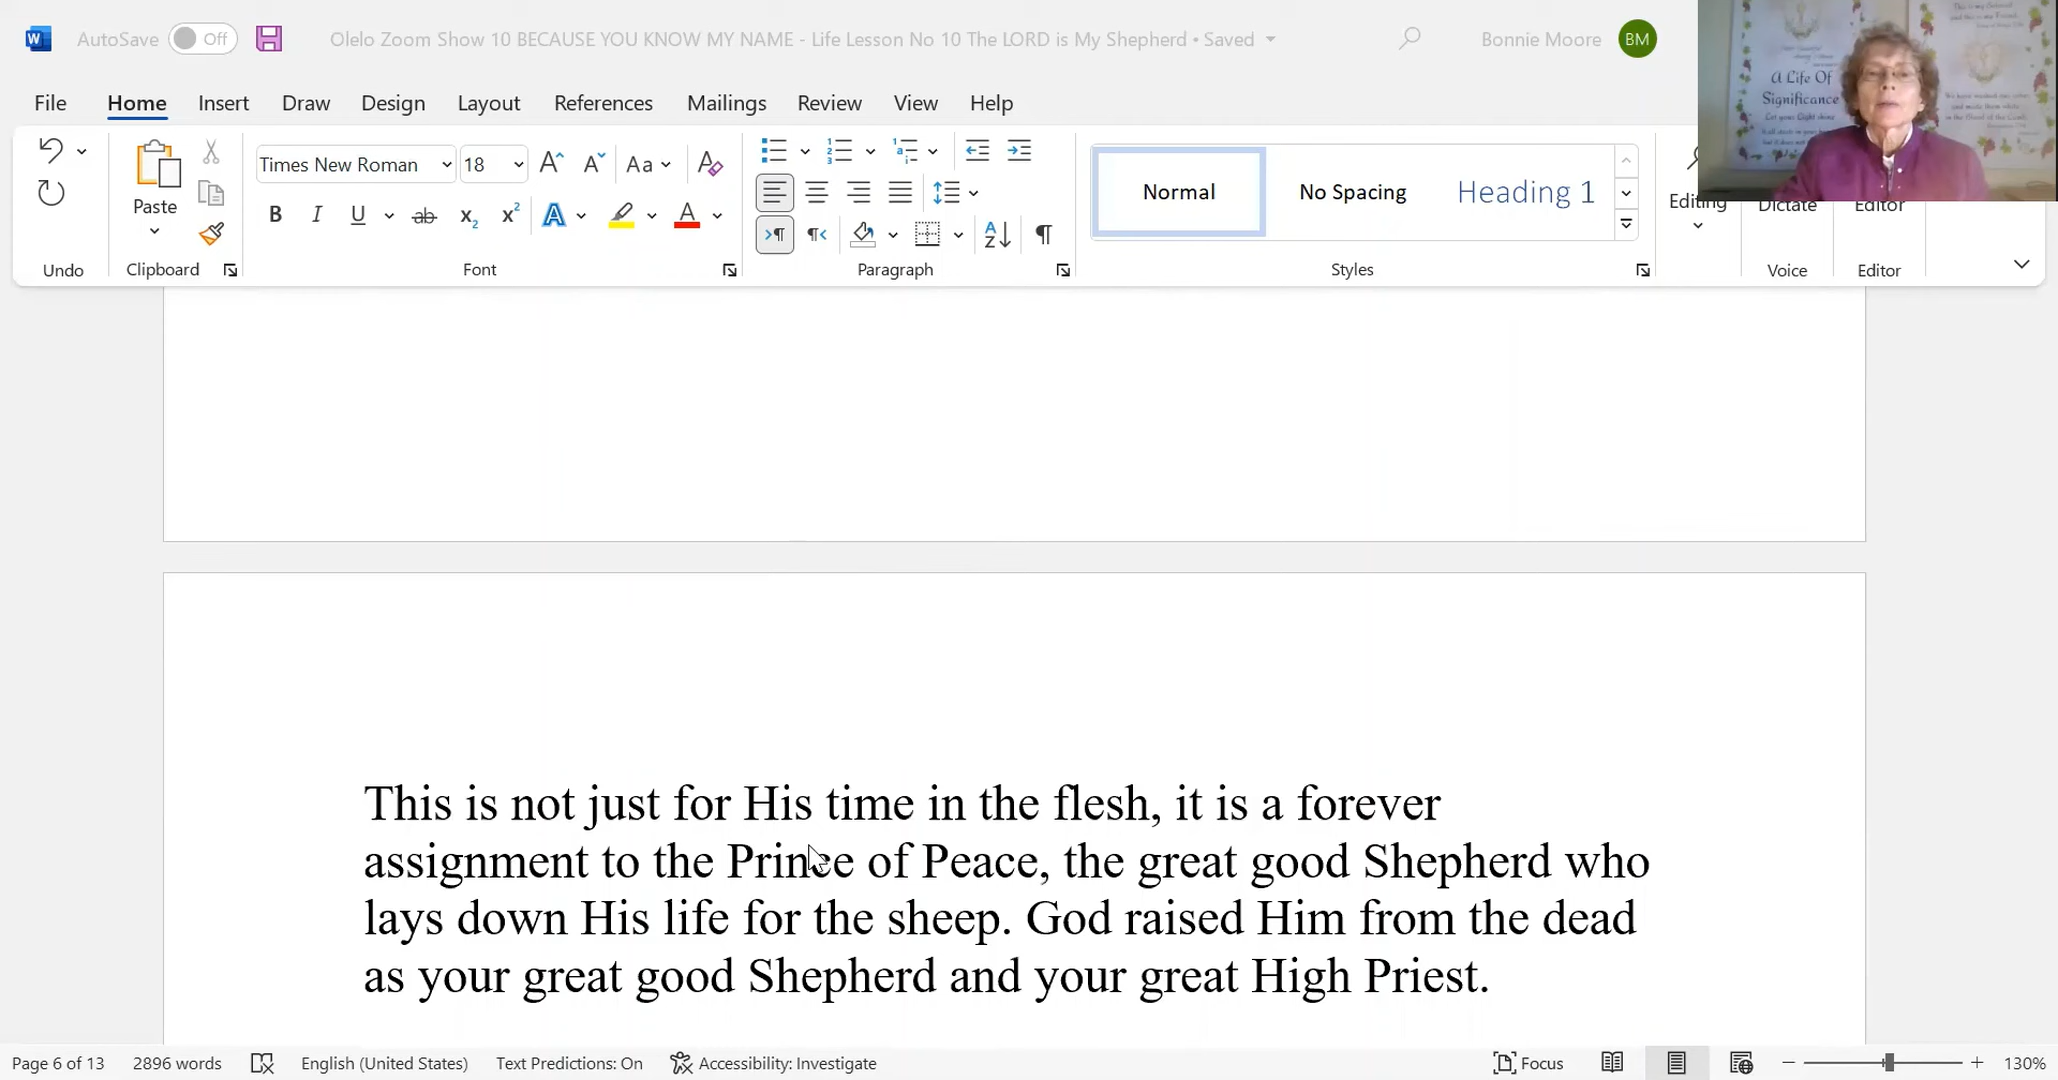 AutoSave Off Olelo Zoom Show 10 BECAUSE YOU KNOW MY NAME - Life Lesson No 10 The LORD is My Shepherd • Saved Bonnie Moore BM
File Home Insert Draw Design Layout References Mailings Review View Help
Times New Roman 18 Aa
Paste
Normal No Spacing Heading 1
Editing Dictate Editor
Undo Clipboard Font Paragraph Styles Voice Editor
A Life Of
Significance
Let your Light shine
This is not just for His time in the flesh, it is a forever
assignment to the Prince of Peace, the great good Shepherd who
lays down His life for the sheep. God raised Him from the dead
as your great good Shepherd and your great High Priest.
Page 6 of 13 2896 words English (United States) Text Predictions: On Accessibility: Investigate Focus 130%